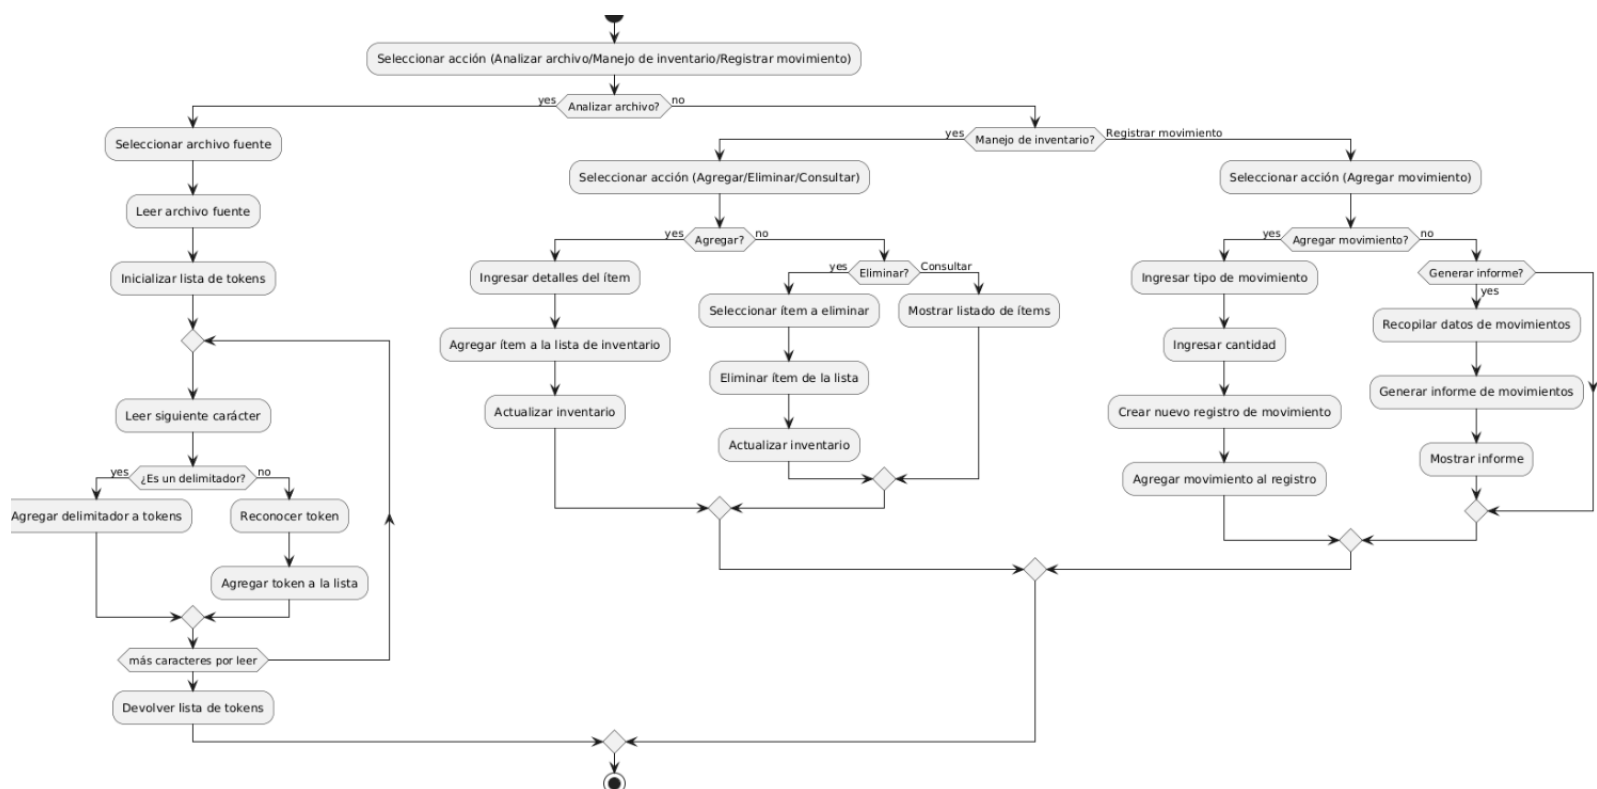 Seleccionar acción (Analizar archivo/Manejo de inventario/Registrar movimiento)
yes
Analizar archivo?
no
Seleccionar archivo fuente
Leer archivo fuente
Inicializar lista de tokens
Leer siguiente carácter
yes
¿Es un delimitador?
no
Agregar delimitador a tokens
Reconocer token
Agregar token a la lista
más caracteres por leer
Devolver lista de tokens
yes
Manejo de inventario?
Registrar movimiento
Seleccionar acción (Agregar/Eliminar/Consultar)
yes
Agregar?
no
Ingresar detalles del ítem
Agregar ítem a la lista de inventario
Actualizar inventario
yes
Eliminar?
Consultar
Seleccionar ítem a eliminar
Eliminar ítem de la lista
Actualizar inventario
Mostrar listado de ítems
Seleccionar acción (Agregar movimiento)
yes
Agregar movimiento?
no
Ingresar tipo de movimiento
Ingresar cantidad
Crear nuevo registro de movimiento
Agregar movimiento al registro
Generar informe?
yes
Recopilar datos de movimientos
Generar informe de movimientos
Mostrar informe